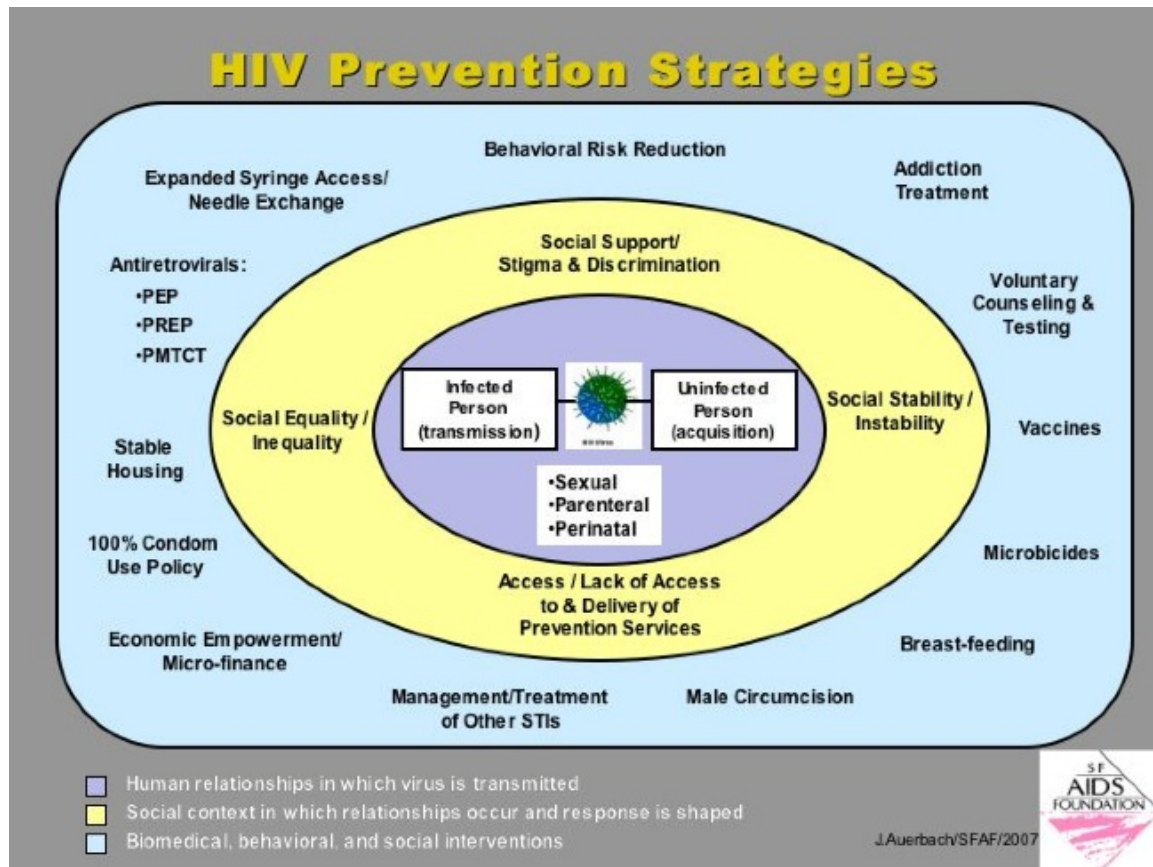 HIV Prevention Strategies
Behavioral Risk Reduction
Expanded Syringe Access/
Needle Exchange
Addiction
Treatment
Social Support/
Stigma & Discrimination
Antiretrovirals:
•PEP
•PREP
•PMTCT
Voluntary
Counseling &
Testing
Infected
Person
(transmission)
Uninfected
Person
(acquisition)
Social Equality /
Inequality
Social Stability /
Instability
Vaccines
Stable
Housing
•Sexual
•Parenteral
•Perinatal
100% Condom
Use Policy
Microbicides
Access / Lack of Access
to & Delivery of
Prevention Services
Economic Empowerment/
Micro-finance
Breast-feeding
Management/Treatment
of Other STIs
Male Circumcision
Human relationships in which virus is transmitted
Social context in which relationships occur and response is shaped
Biomedical, behavioral, and social interventions
J.Auerbach/SFAF/2007
SF
AIDS
FOUNDATION